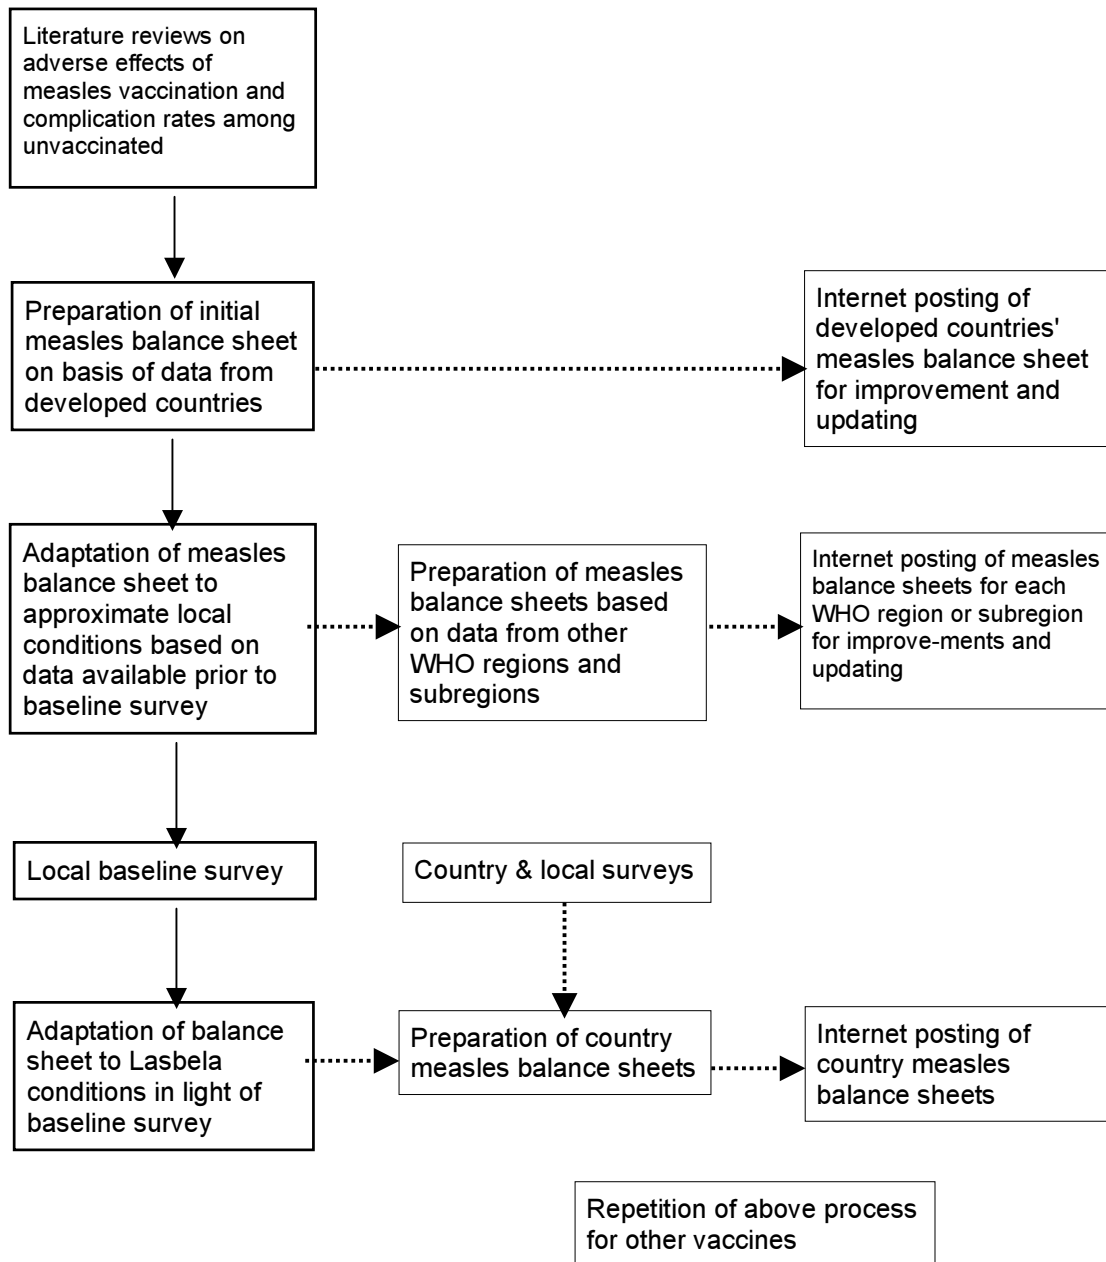 Literature reviews on
adverse effects of
measles vaccination and
complication rates among
unvaccinated
Preparation of initial
measles balance sheet
on basis of data from
developed countries
Internet posting of
developed countries'
measles balance sheet
for improvement and
updating
Adaptation of measles
balance sheet to
approximate local
conditions based on
data available prior to
baseline survey
Preparation of measles
balance sheets based
on data from other
WHO regions and
subregions
Internet posting of measles
balance sheets for each
WHO region or subregion
for improve-ments and
updating
Local baseline survey
Country & local surveys
Adaptation of balance
sheet to Lasbela
conditions in light of
baseline survey
Preparation of country
measles balance sheets
Internet posting of
country measles
balance sheets
Repetition of above process
for other vaccines